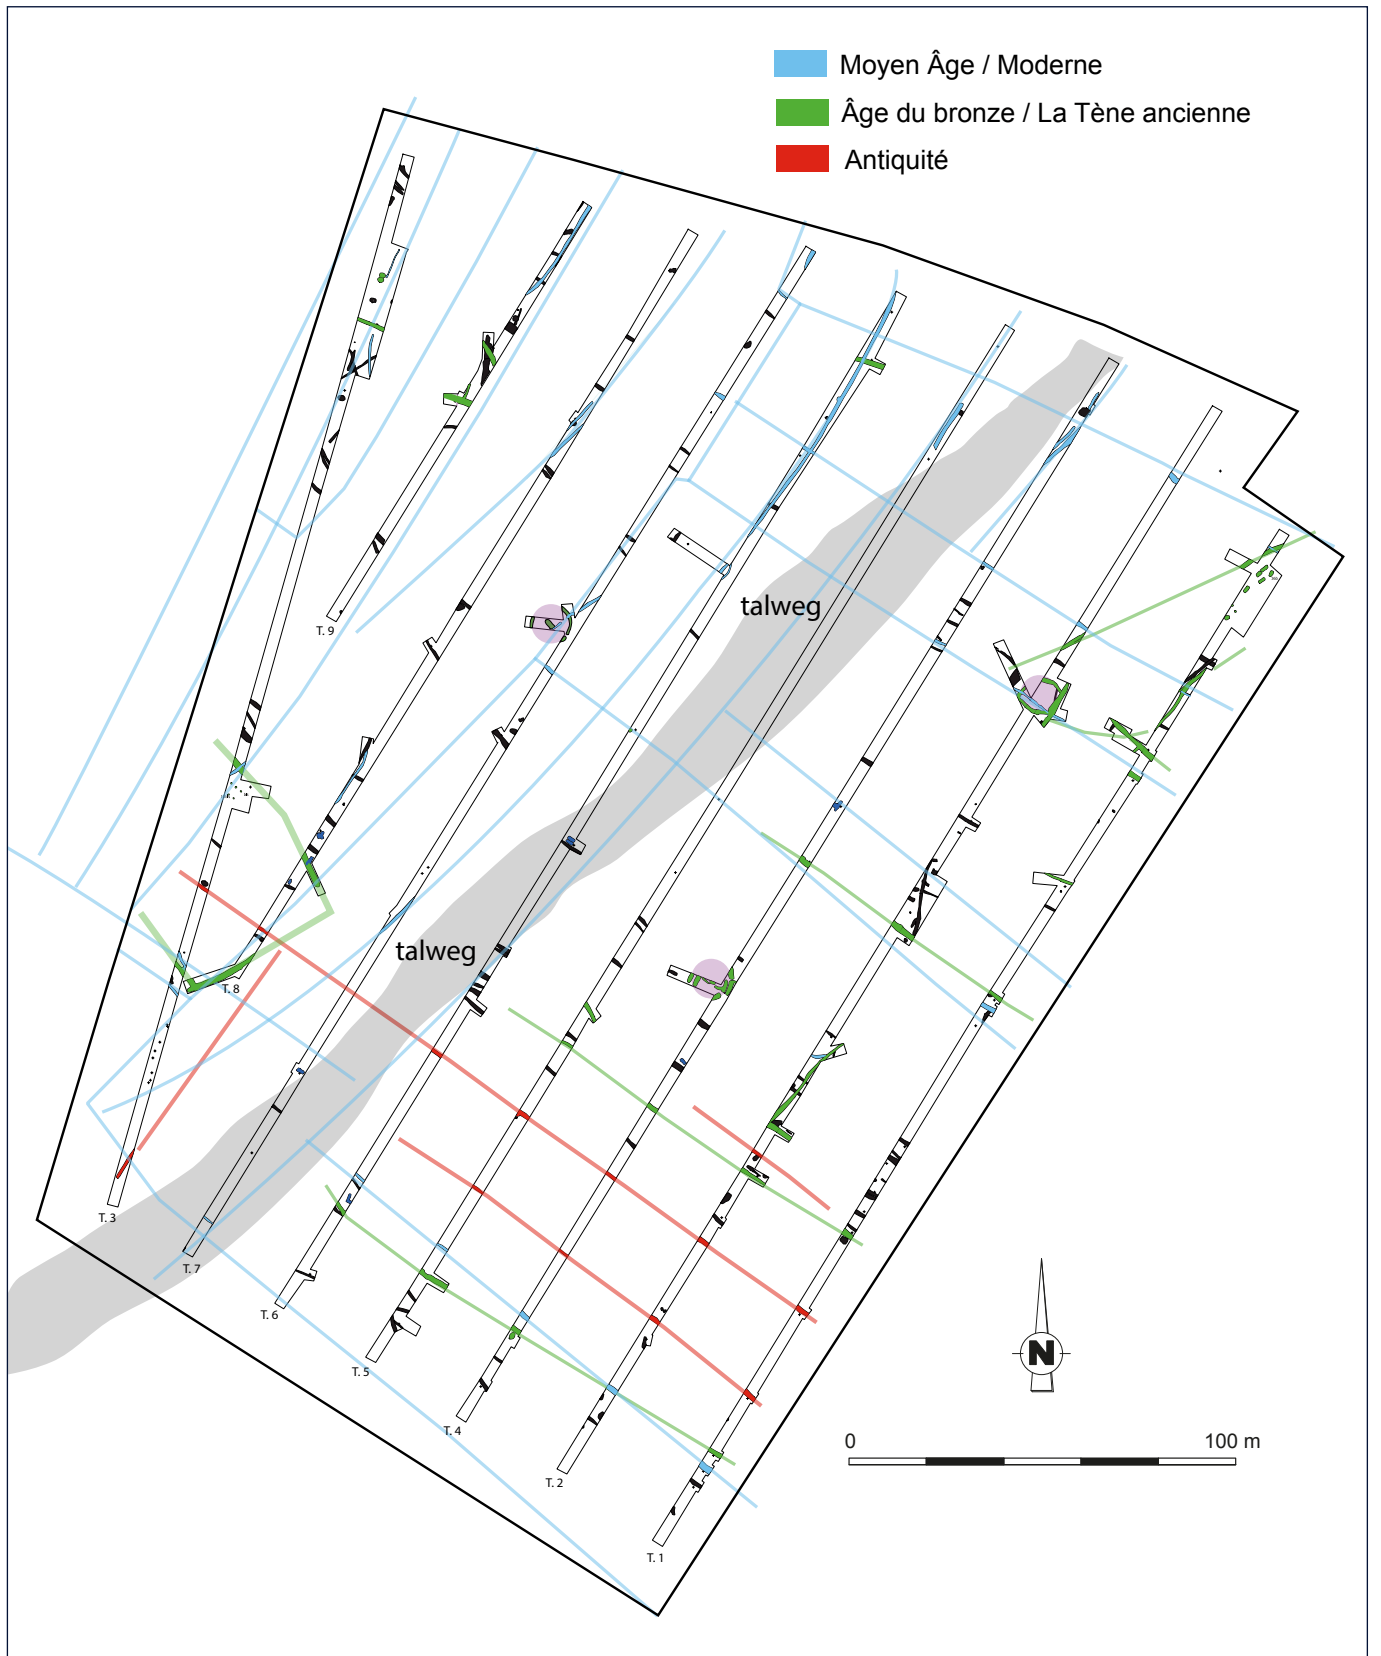 Moyen Âge / Moderne
Âge du bronze / La Tène ancienne
Antiquité
talweg
T. 9
talweg
T. 8
T. 3
T. 7
T. 6
T. 5
T. 4
T. 2
T. 1
N
0 100 m